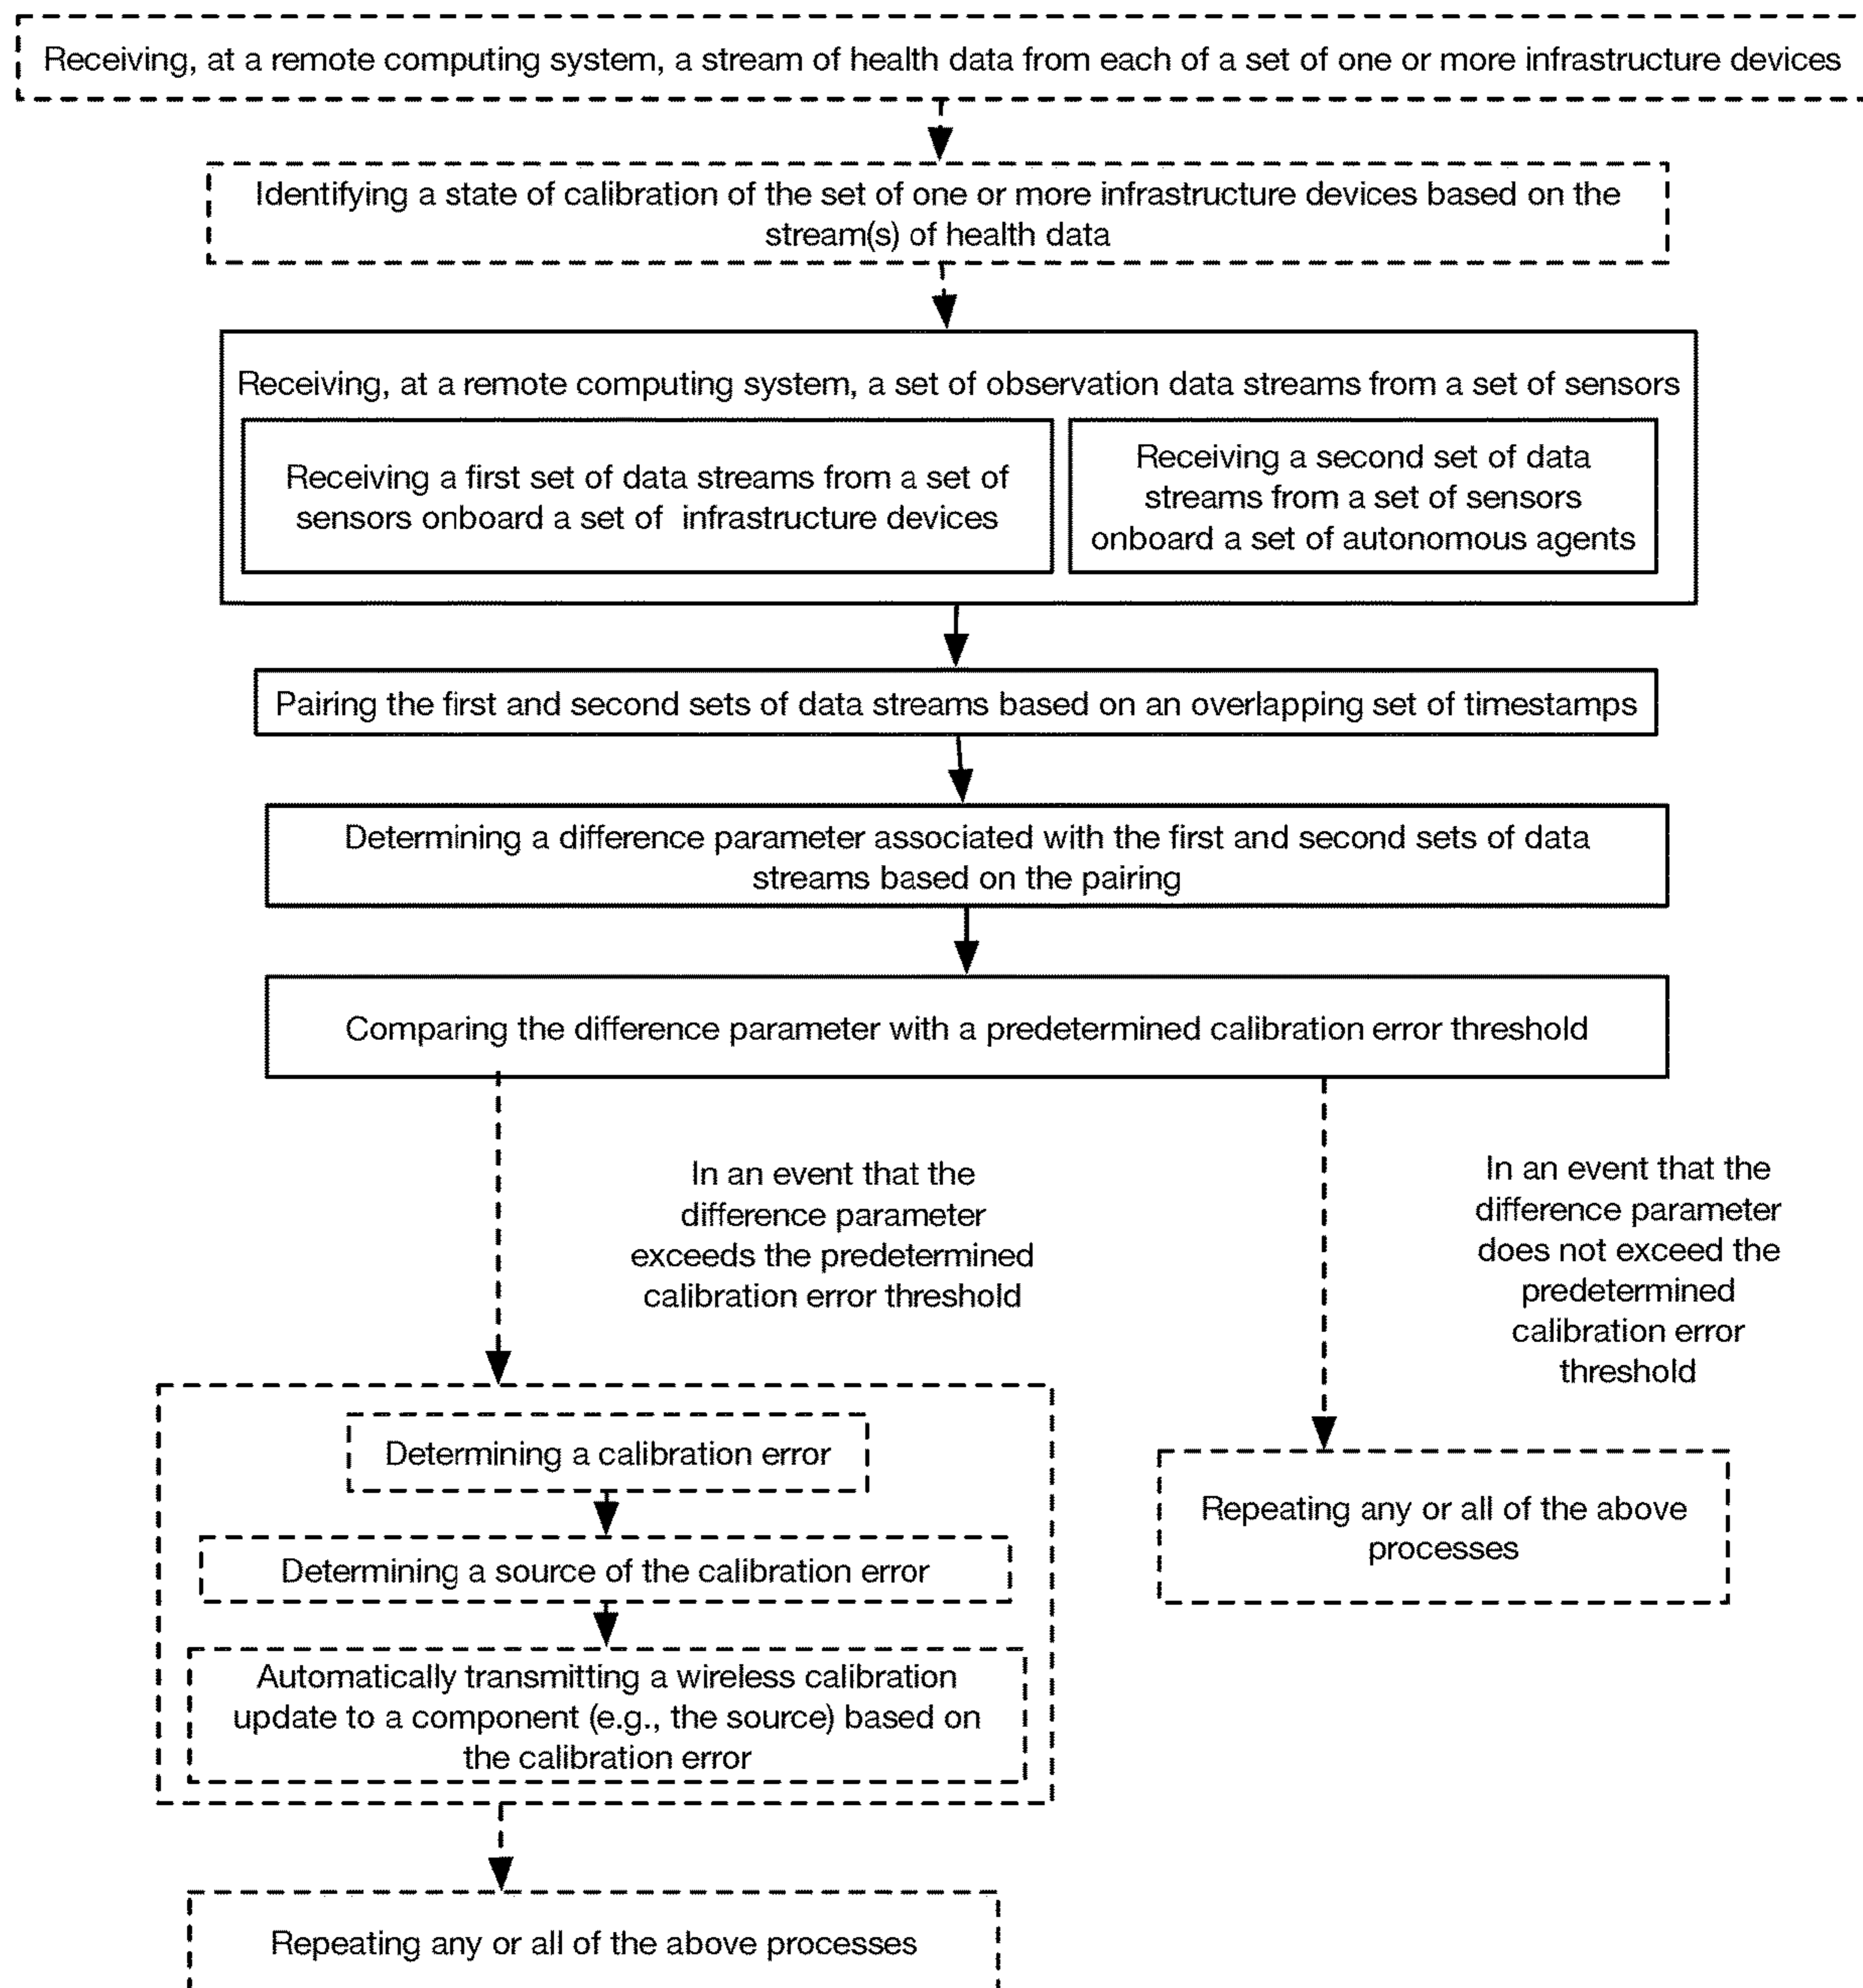 Receiving, at a remote computing system, a stream of health data from each of a set of one or more infrastructure devices
Identifying a state of calibration of the set of one or more infrastructure devices based on the
stream(s) of health data
Receiving, at a remote computing system, a set of observation data streams from a set of sensors
Receiving a first set of data streams from a set of
sensors onboard a set of infrastructure devices
Receiving a second set of data
streams from a set of sensors
onboard a set of autonomous agents
Pairing the first and second sets of data streams based on an overlapping set of timestamps
Determining a difference parameter associated with the first and second sets of data
streams based on the pairing
Comparing the difference parameter with a predetermined calibration error threshold
In an event that the
difference parameter
exceeds the predetermined
calibration error threshold
In an event that the
difference parameter
does not exceed the
predetermined
calibration error
threshold
Determining a calibration error
Determining a source of the calibration error
Automatically transmitting a wireless calibration
update to a component (e.g., the source) based on
the calibration error
Repeating any or all of the above
processes
Repeating any or all of the above processes